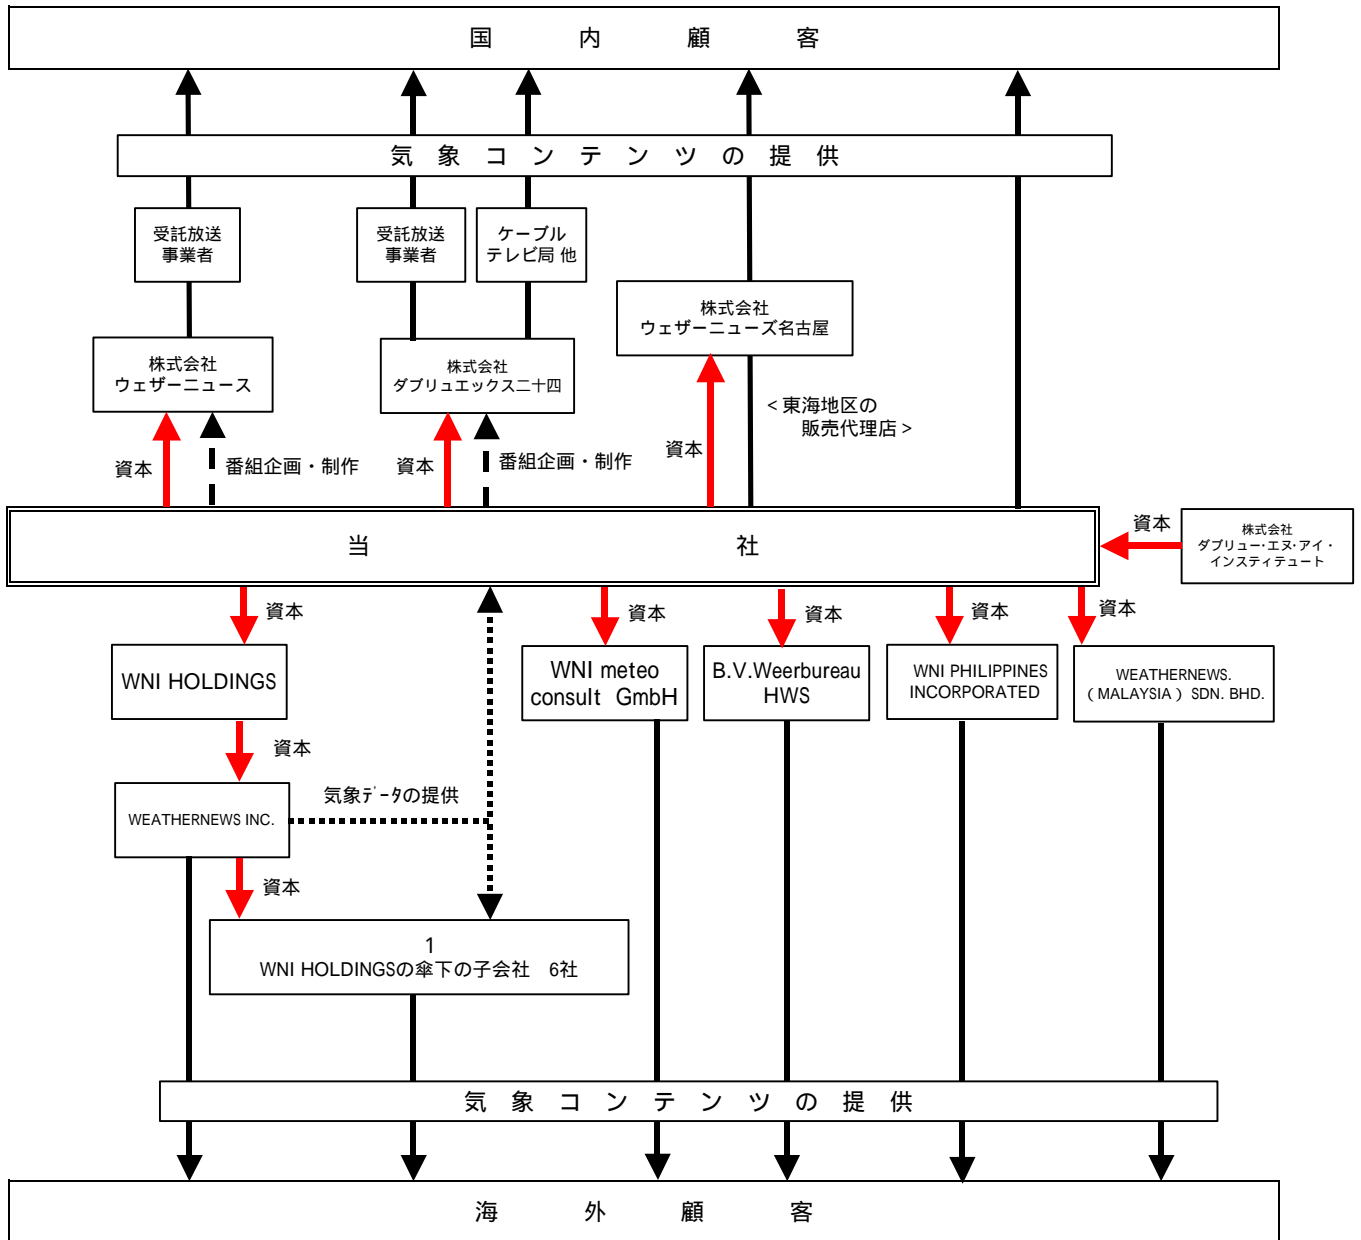 国 内 顧 客
気 象 コ ン テ ン ツ の 提 供
受託放送
事業者
受託放送
事業者
ケーブル
テレビ局 他
株式会社
ウェザーニューズ名古屋
株式会社
ウェザーニュース
株式会社
ダブリュエックス二十四
<東海地区の
販売代理店>
資本
番組企画・制作
資本
番組企画・制作
資本
当 社
資本
株式会社
ダブリュー・エヌ・アイ・
インスティテュート
資本
資本
資本
資本
資本
WNI HOLDINGS
WNI meteo
consult GmbH
B.V.Weerbureau
HWS
WNI PHILIPPINES
INCORPORATED
WEATHERNEWS.
(MALAYSIA) SDN. BHD.
資本
WEATHERNEWS INC.
気象ﾃﾞｰﾀの提供
資本
1
WNI HOLDINGSの傘下の子会社 6社
気 象 コ ン テ ン ツ の 提 供
海 外 顧 客